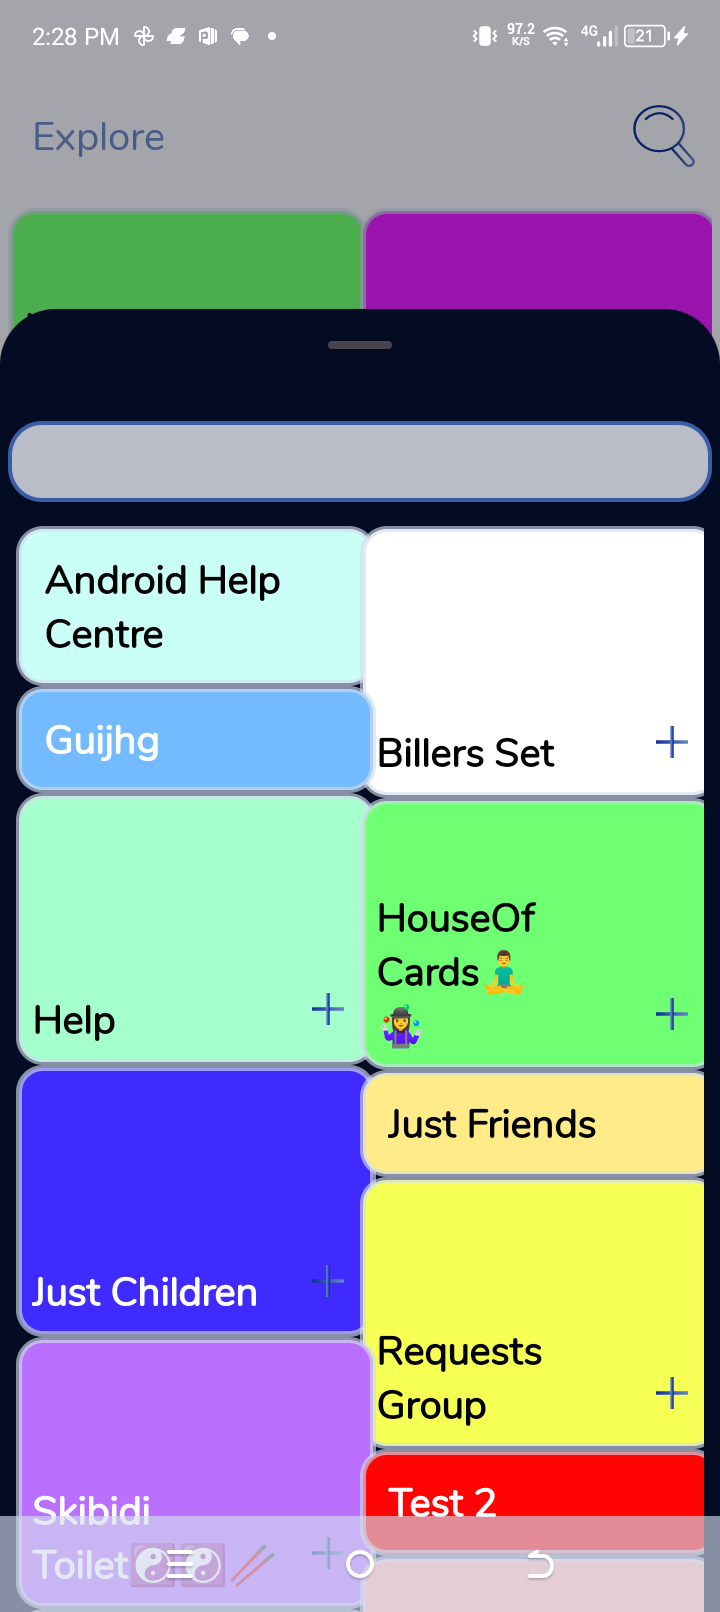 2:28 PM
97.2
K/S
4G
21
Explore
Android Help
Centre
Billers Set
Guijhg
HouseOf
Cards🧘‍♂️
🤹‍♀️
Help
Just Friends
Just Children
Requests
Group
Test 2
Skibidi
Toilet☯️☯️🥢